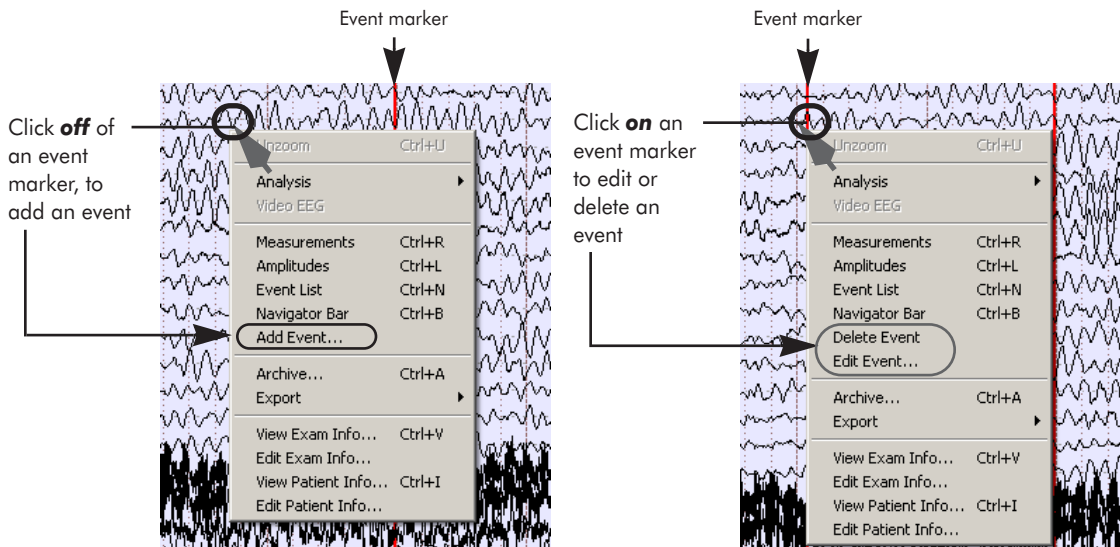 Event marker
Click off of
an event
marker, to
add an event
Unzoom Ctrl+U
Analysis
Video EEG
Measurements Ctrl+R
Amplitudes Ctrl+L
Event List Ctrl+N
Navigator Bar Ctrl+B
Add Event...
Archive... Ctrl+A
Export
View Exam Info... Ctrl+V
Edit Exam Info...
View Patient Info... Ctrl+I
Edit Patient Info...
Event marker
Click on an
event marker
to edit or
delete an
event
Unzoom Ctrl+U
Analysis
Video EEG
Measurements Ctrl+R
Amplitudes Ctrl+L
Event List Ctrl+N
Navigator Bar Ctrl+B
Delete Event
Edit Event...
Archive... Ctrl+A
Export
View Exam Info... Ctrl+V
Edit Exam Info...
View Patient Info... Ctrl+I
Edit Patient Info...